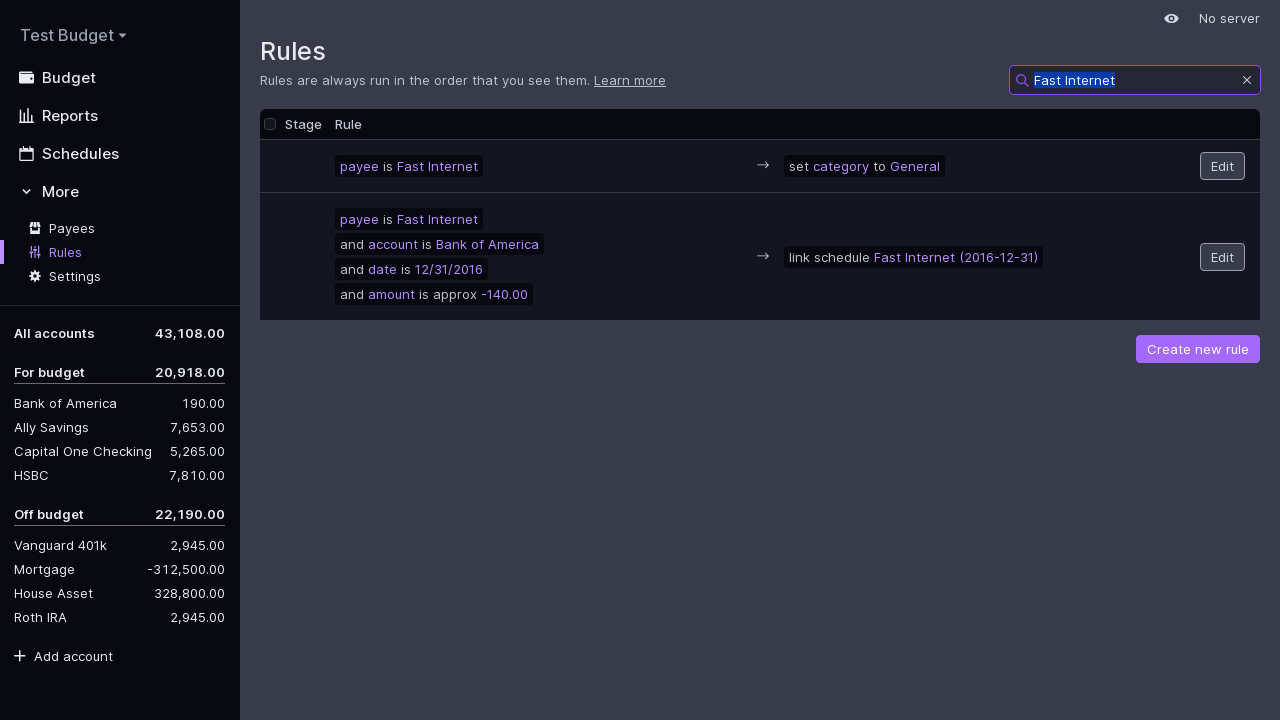 Test Budget
Budget
Reports
Schedules
More
Payees
Rules
Settings
All accounts 43,108.00
For budget 20,918.00
Bank of America 190.00
Ally Savings 7,653.00
Capital One Checking 5,265.00
HSBC 7,810.00
Off budget 22,190.00
Vanguard 401k 2,945.00
Mortgage -312,500.00
House Asset 328,800.00
Roth IRA 2,945.00
Add account
No server
Rules
Rules are always run in the order that you see them. Learn more
Fast Internet
Stage Rule
payee is Fast Internet → set category to General Edit
payee is Fast Internet
and account is Bank of America
and date is 12/31/2016
and amount is approx -140.00
→ link schedule Fast Internet (2016-12-31) Edit
Create new rule